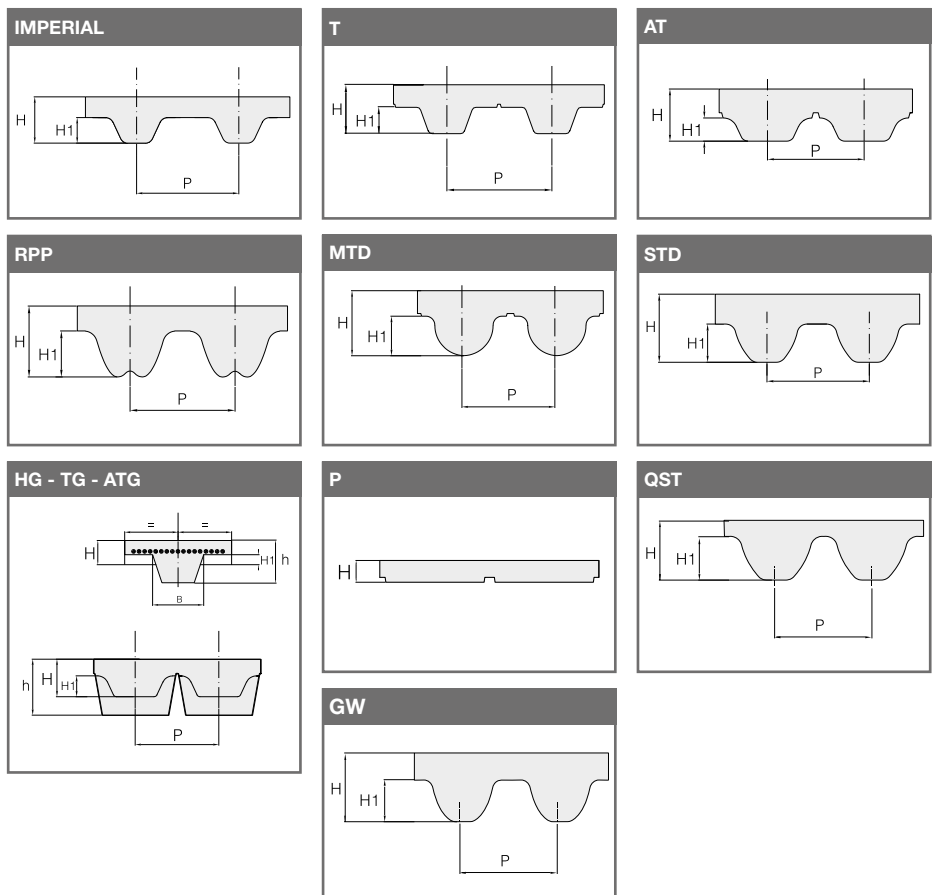 IMPERIAL
H
H1
P
T
H
H1
P
AT
H
H1
P
RPP
H
H1
P
MTD
H
H1
P
STD
H
H1
P
HG - TG - ATG
= =
H
H1 h
B
h H H1
P
P
H
QST
H
H1
P
GW
H
H1
P